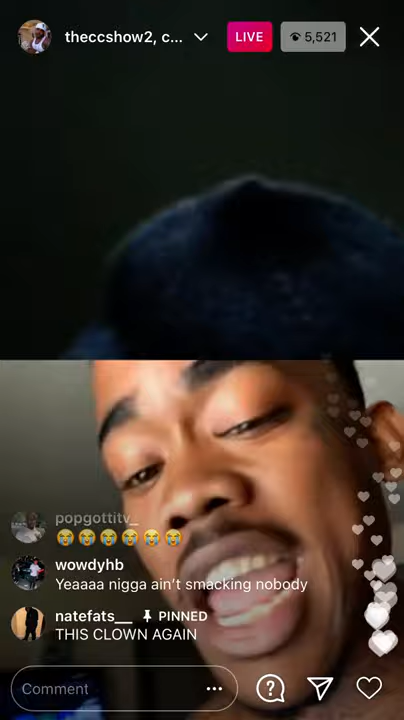 theccshow2, c...
LIVE
5,521
popgottitv_
😭😭😭😭😭😭
wowdyhb
Yeaaaa nigga ain't smacking nobody
natefats__ PINNED
THIS CLOWN AGAIN
Comment